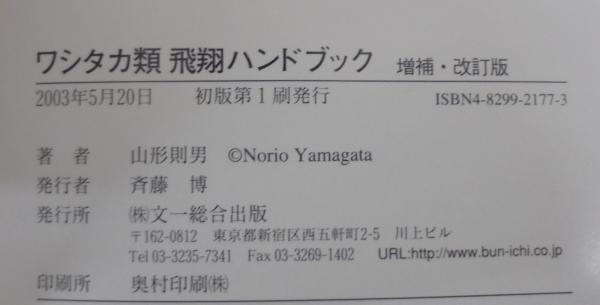 ワシタカ類 飛翔ハンドブック 増補・改訂版
2003年5月20日 初版第1刷発行 ISBN4-8299-2177-3
著 者 山形則男 ©Norio Yamagata
発行者 斉藤 博
発行所 ㈱文一総合出版
〒162-0812 東京都新宿区西五軒町2-5 川上ビル
Tel 03-3235-7341 Fax 03-3269-1402 URL:http://www.bun-ichi.co.jp
印刷所 奥村印刷㈱